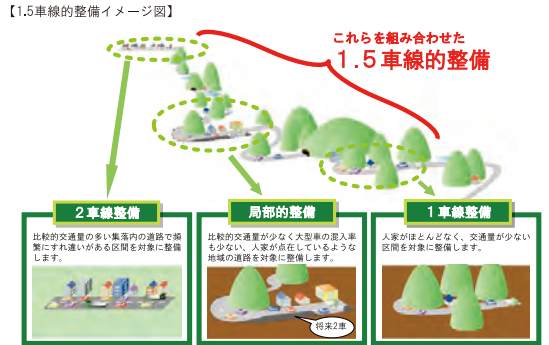 【1.5車線的整備イメージ図】
これらを組み合わせた
1.5車線的整備
2車線整備
比較的交通量の多い集落内の道路で頻
繁にすれ違いがある区間を対象に整備
します。
局部的整備
比較的交通量が少なく大型車の混入率
も少ない、人家が点在しているような
地域の道路を対象に整備します。
将来2車
1車線整備
人家がほとんどなく、交通量が少ない
区間を対象に整備します。